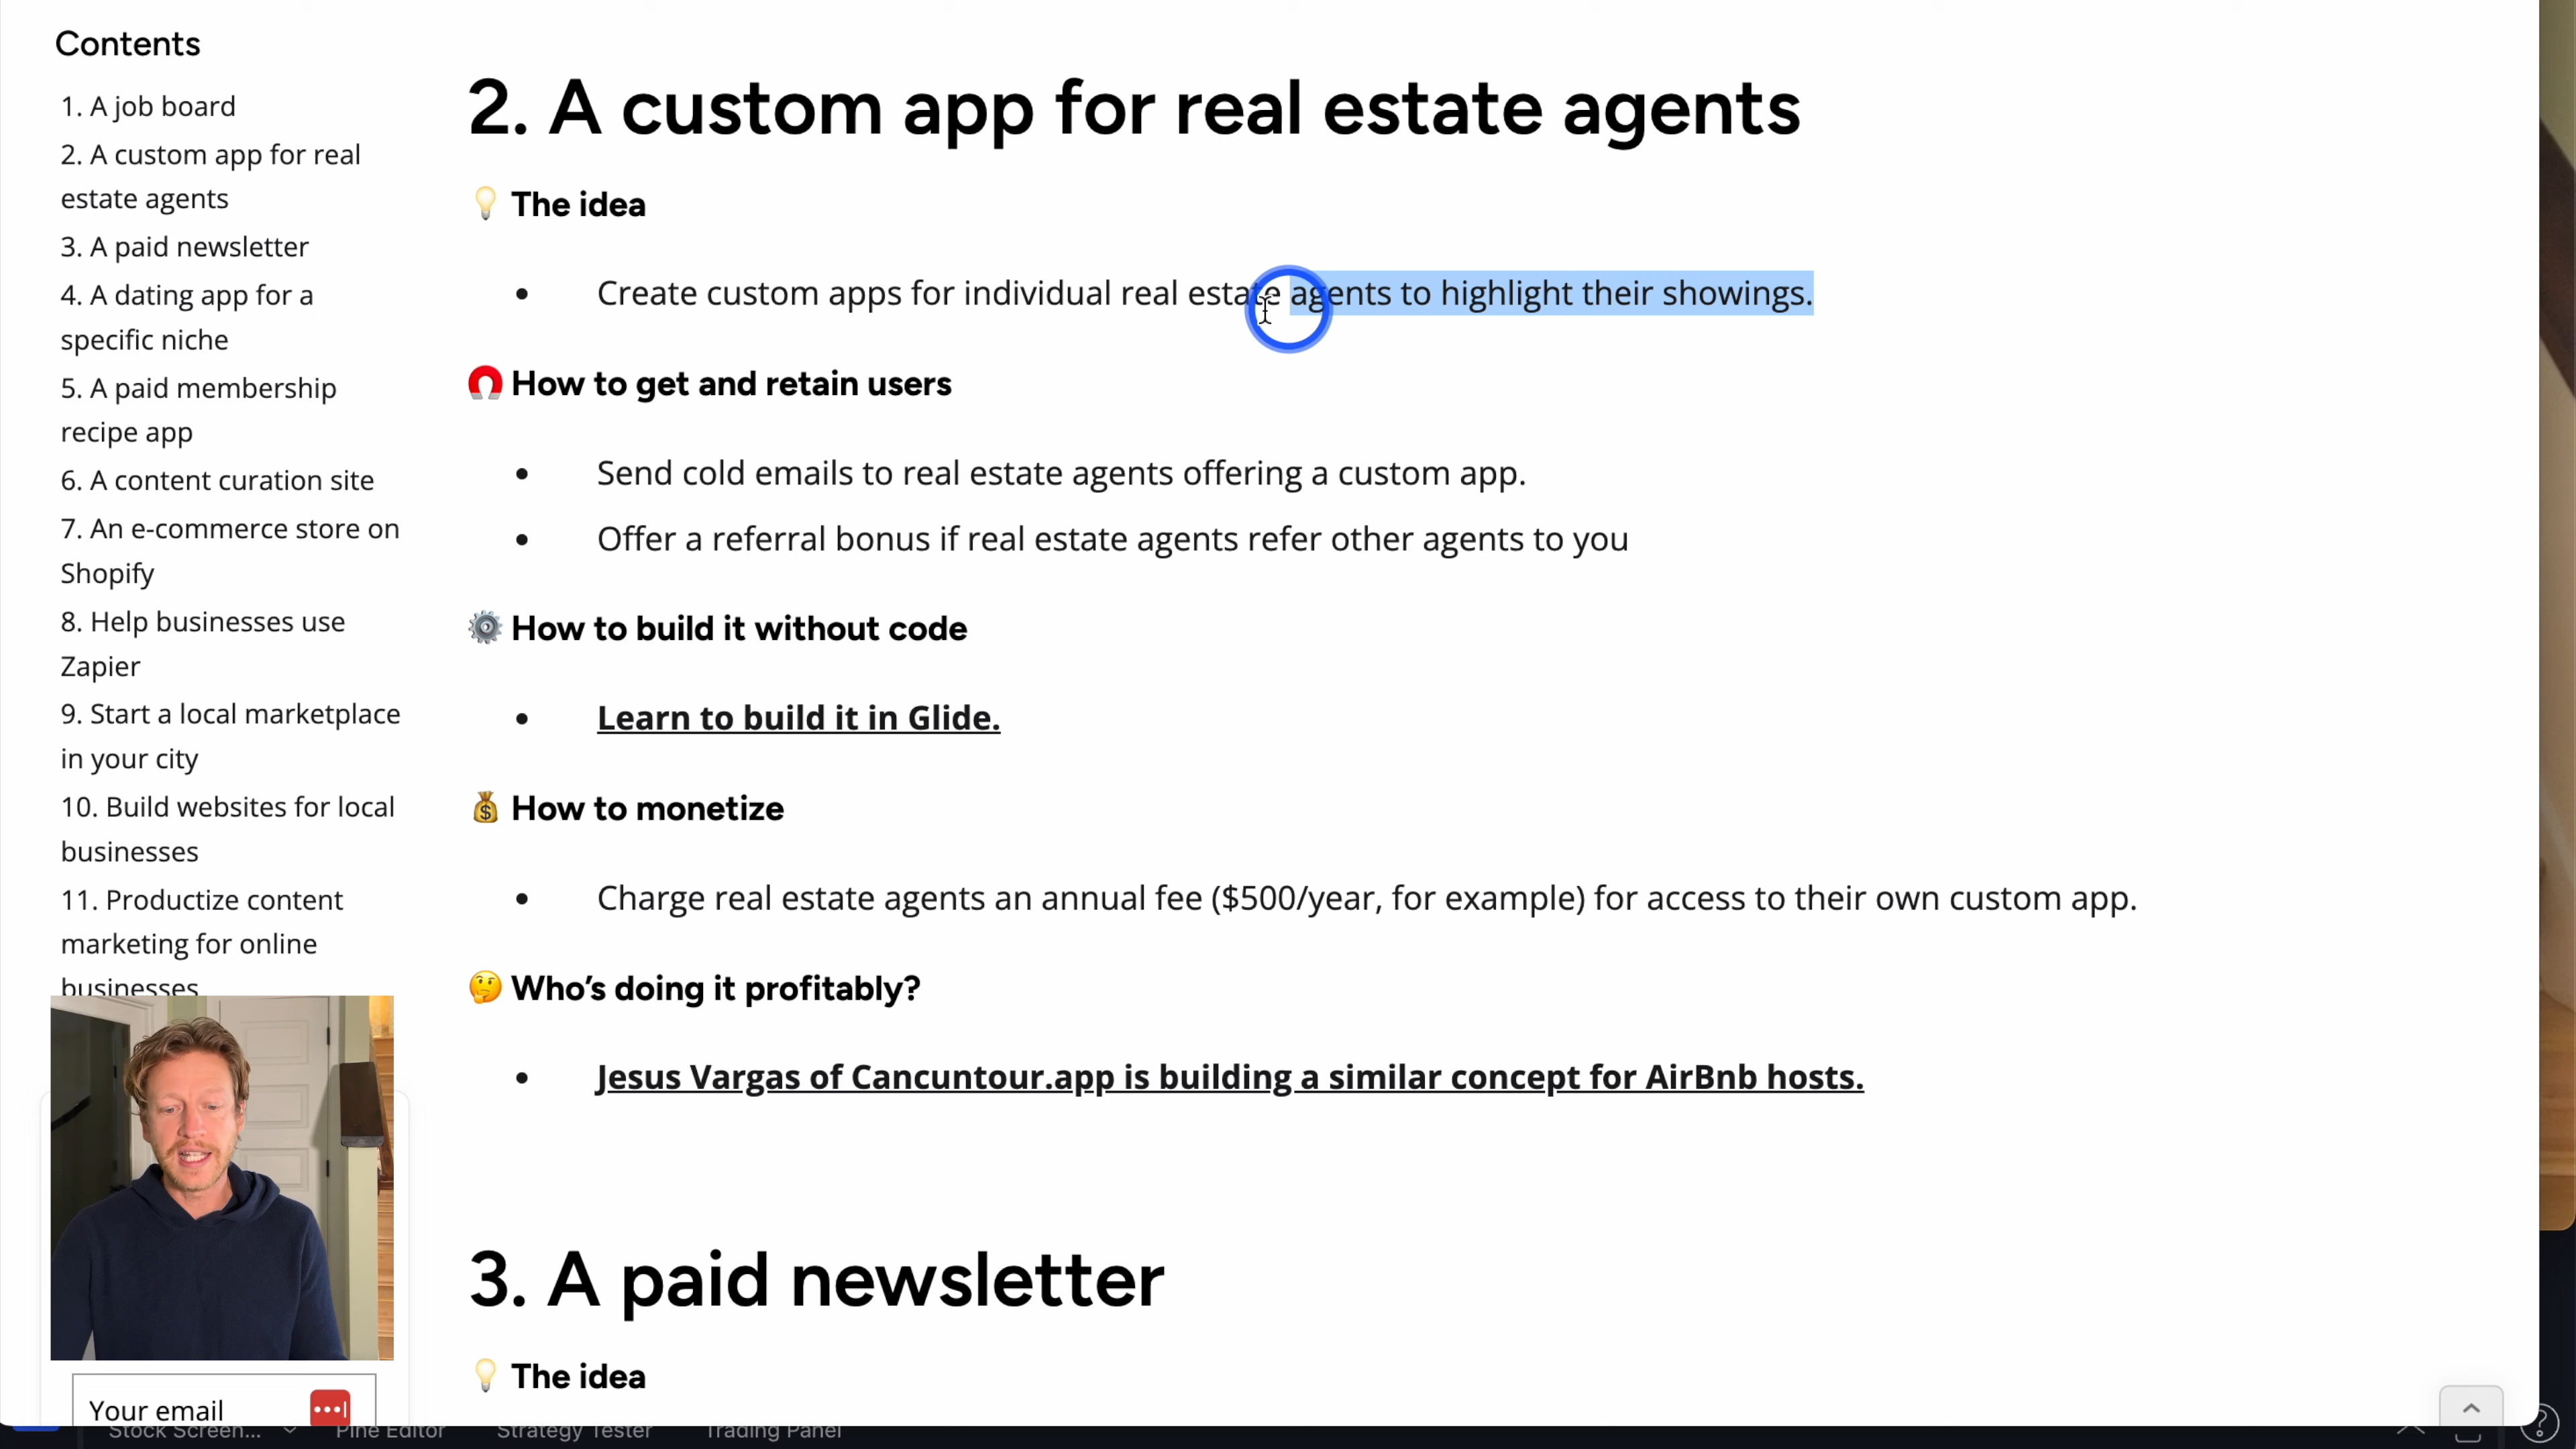 Contents
1. A job board
2. A custom app for real
estate agents
3. A paid newsletter
4. A dating app for a
specific niche
5. A paid membership
recipe app
6. A content curation site
7. An e-commerce store on
Shopify
8. Help businesses use
Zapier
9. Start a local marketplace
in your city
10. Build websites for local
businesses
11. Productize content
marketing for online
businesses
Your email
2. A custom app for real estate agents
💡 The idea
• Create custom apps for individual real estate agents to highlight their showings.
🧲 How to get and retain users
• Send cold emails to real estate agents offering a custom app.
• Offer a referral bonus if real estate agents refer other agents to you
⚙️ How to build it without code
• Learn to build it in Glide.
💰 How to monetize
• Charge real estate agents an annual fee ($500/year, for example) for access to their own custom app.
🤔 Who’s doing it profitably?
• Jesus Vargas of Cancuntour.app is building a similar concept for AirBnb hosts.
3. A paid newsletter
💡 The idea
Stock Screen... Pine Editor Strategy Tester Trading Panel